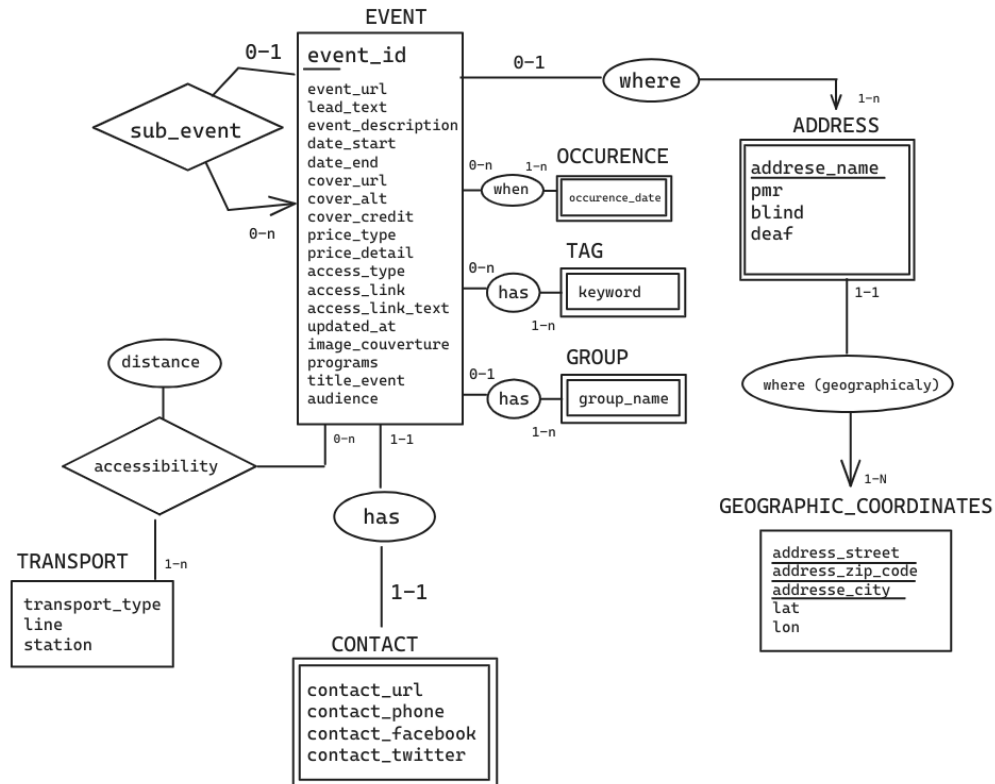 EVENT
0-1
event_id
event_url
lead_text
event_description
date_start
date_end
cover_url
cover_alt
cover_credit
price_type
price_detail
access_type
access_link
access_link_text
updated_at
image_couverture
programs
title_event
audience
sub_event
0-n
0-1
where
1-n
ADDRESS
addrese_name
pmr
blind
deaf
0-n
when
1-n
OCCURENCE
occurence_date
0-n
has
1-n
TAG
keyword
0-1
has
1-n
GROUP
group_name
1-1
where (geographicaly)
1-N
GEOGRAPHIC_COORDINATES
address_street
address_zip_code
addresse_city
lat
lon
distance
accessibility
0-n
1-n
TRANSPORT
transport_type
line
station
1-1
has
1-1
CONTACT
contact_url
contact_phone
contact_facebook
contact_twitter